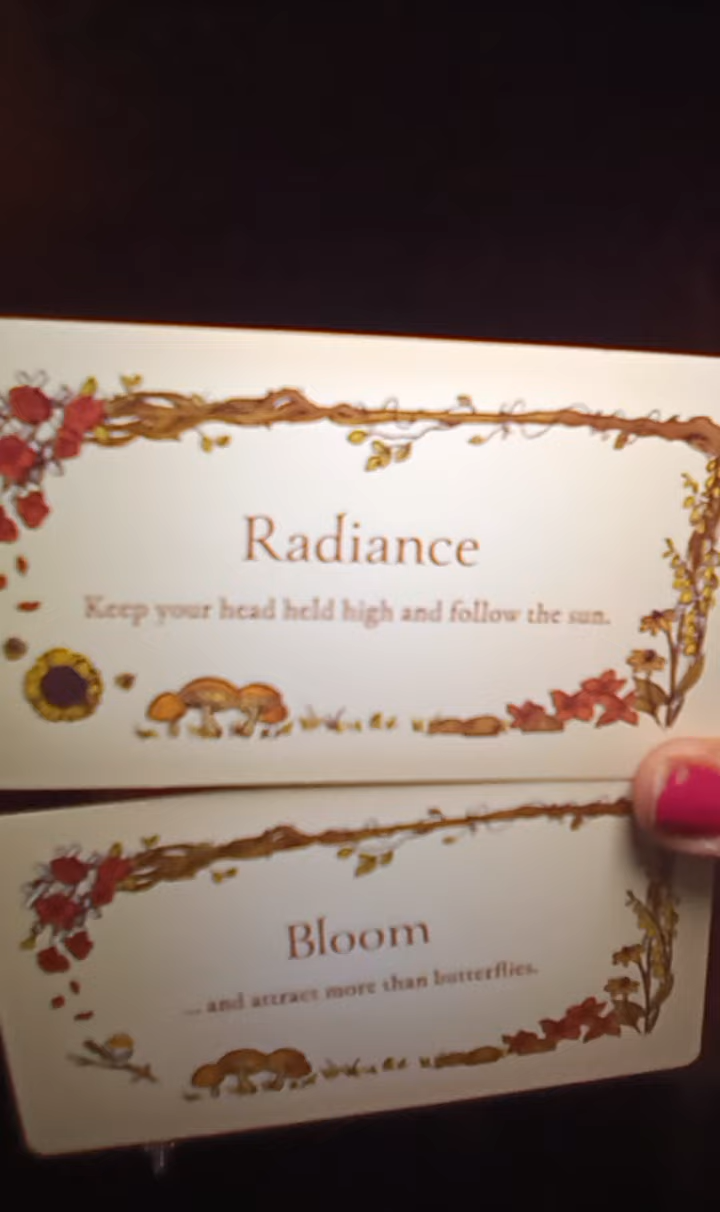 Radiance
Keep your head held high and follow the sun.
Bloom
... and attract more than butterflies.